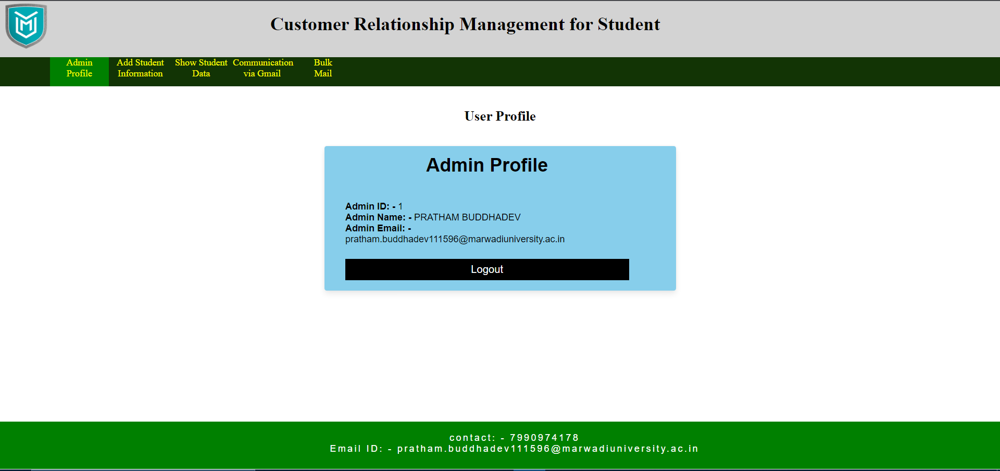 Customer Relationship Management for Student
Admin Profile
Add Student Information
Show Student Data
Communication via Gmail
Bulk Mail
User Profile
Admin Profile
Admin ID: - 1
Admin Name: - PRATHAM BUDDHADEV
Admin Email: -
pratham.buddhadev111596@marwadiuniversity.ac.in
Logout
contact: - 7990974178
Email ID: - pratham.buddhadev111596@marwadiuniversity.ac.in